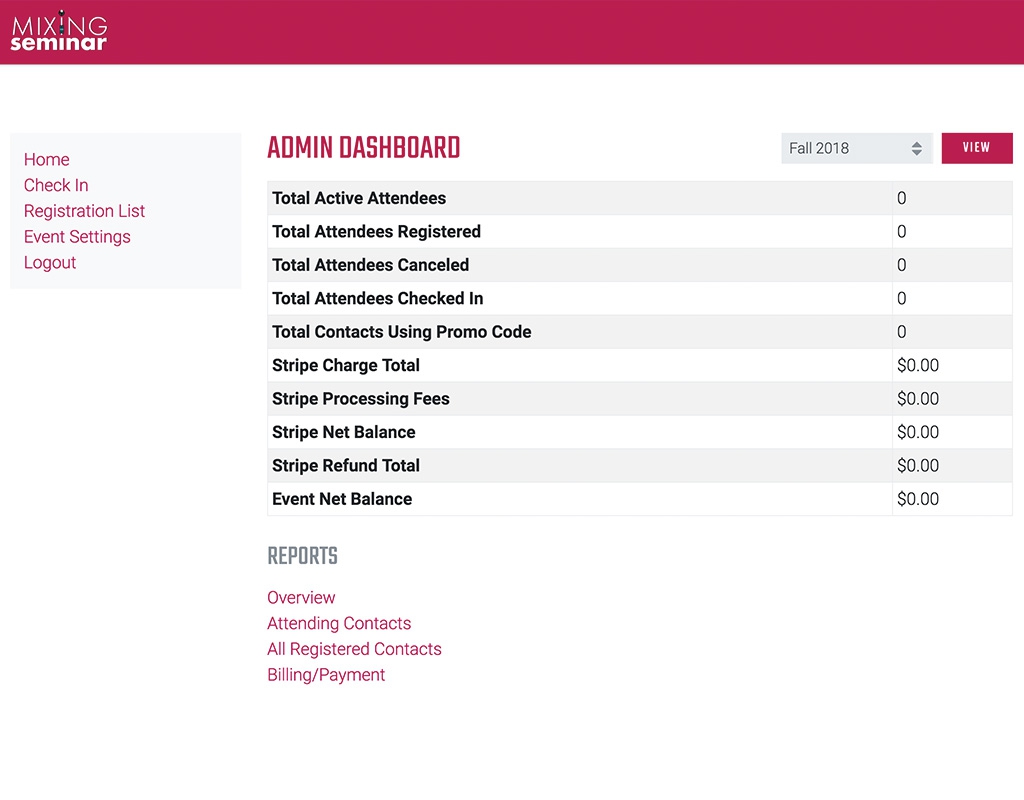 MIXING
seminar
Home
Check In
Registration List
Event Settings
Logout
ADMIN DASHBOARD
Fall 2018
VIEW
Total Active Attendees 0
Total Attendees Registered 0
Total Attendees Canceled 0
Total Attendees Checked In 0
Total Contacts Using Promo Code 0
Stripe Charge Total $0.00
Stripe Processing Fees $0.00
Stripe Net Balance $0.00
Stripe Refund Total $0.00
Event Net Balance $0.00
REPORTS
Overview
Attending Contacts
All Registered Contacts
Billing/Payment